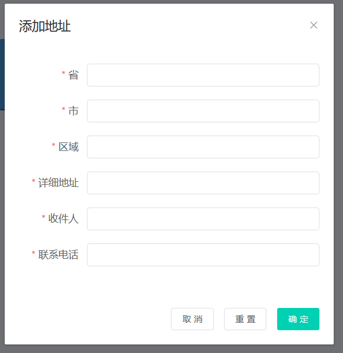 添加地址
* 省
* 市
* 区域
* 详细地址
* 收件人
* 联系电话
取 消 重 置 确 定